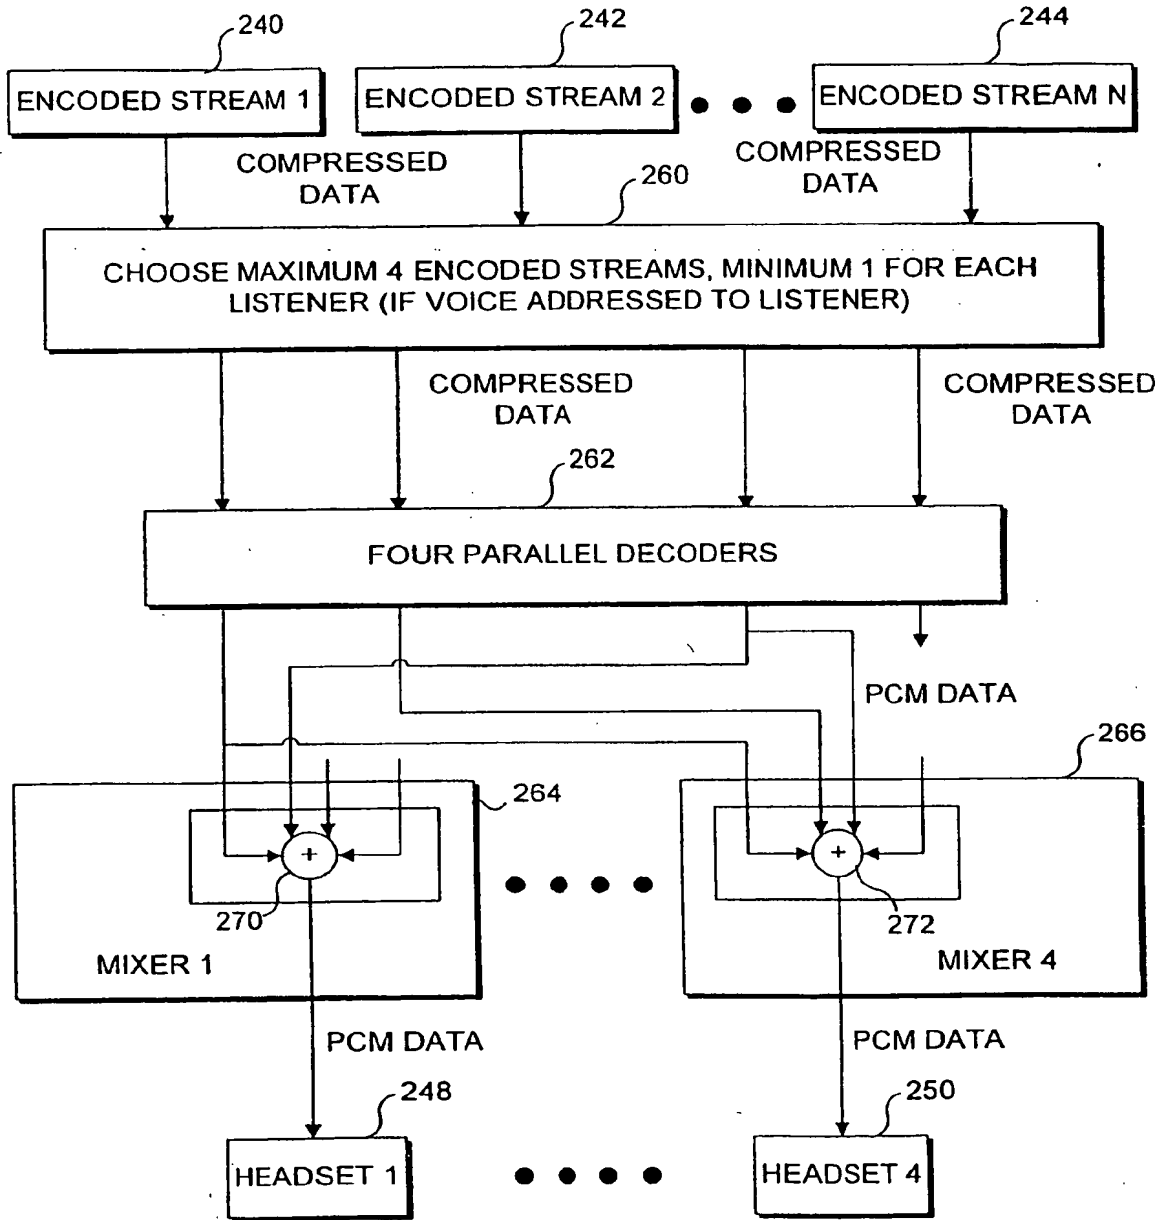 240
242
244
ENCODED STREAM 1
ENCODED STREAM 2
ENCODED STREAM N
COMPRESSED
DATA
COMPRESSED
DATA
260
CHOOSE MAXIMUM 4 ENCODED STREAMS, MINIMUM 1 FOR EACH
LISTENER (IF VOICE ADDRESSED TO LISTENER)
COMPRESSED
DATA
COMPRESSED
DATA
262
FOUR PARALLEL DECODERS
PCM DATA
264
266
+
+
270
272
MIXER 1
MIXER 4
PCM DATA
PCM DATA
248
250
HEADSET 1
HEADSET 4